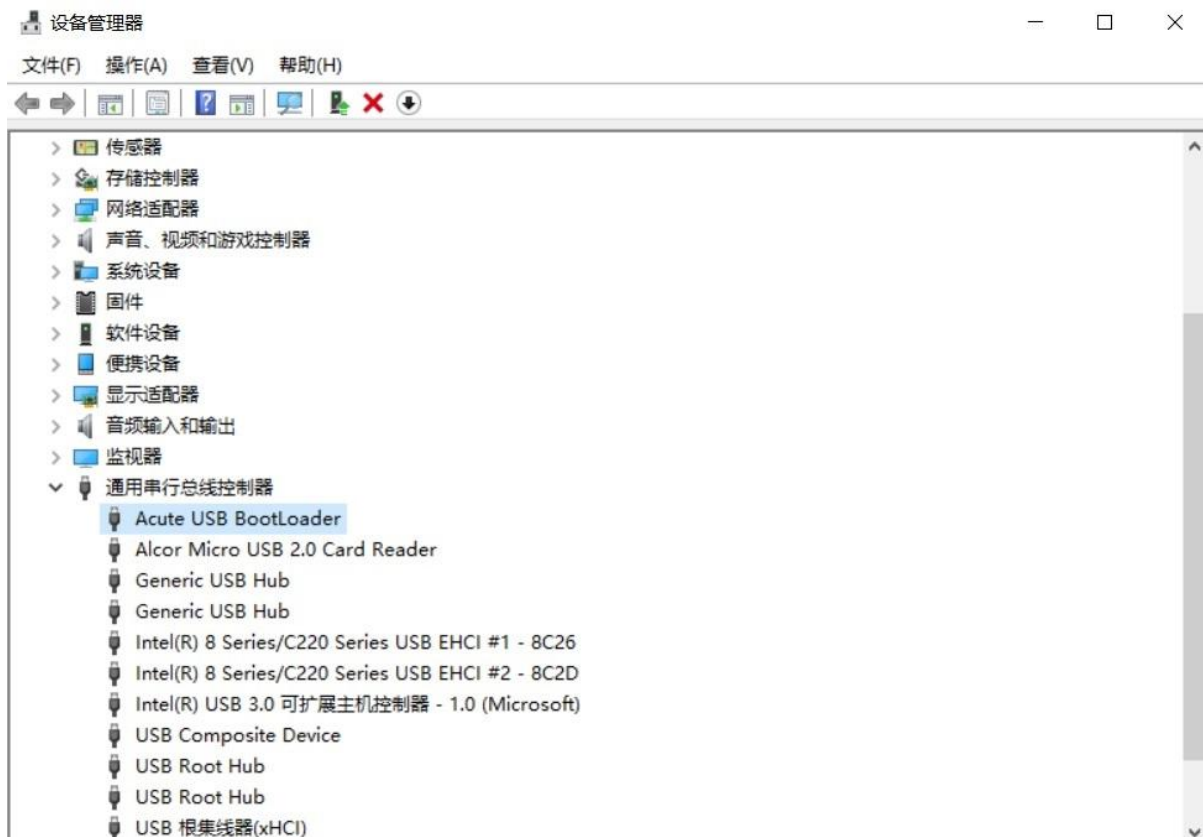 设备管理器
文件(F) 操作(A) 查看(V) 帮助(H)
传感器
存储控制器
网络适配器
声音、视频和游戏控制器
系统设备
固件
软件设备
便携设备
显示适配器
音频输入和输出
监视器
通用串行总线控制器
Acute USB BootLoader
Alcor Micro USB 2.0 Card Reader
Generic USB Hub
Generic USB Hub
Intel(R) 8 Series/C220 Series USB EHCI #1 - 8C26
Intel(R) 8 Series/C220 Series USB EHCI #2 - 8C2D
Intel(R) USB 3.0 可扩展主机控制器 - 1.0 (Microsoft)
USB Composite Device
USB Root Hub
USB Root Hub
USB 根集线器(xHCI)